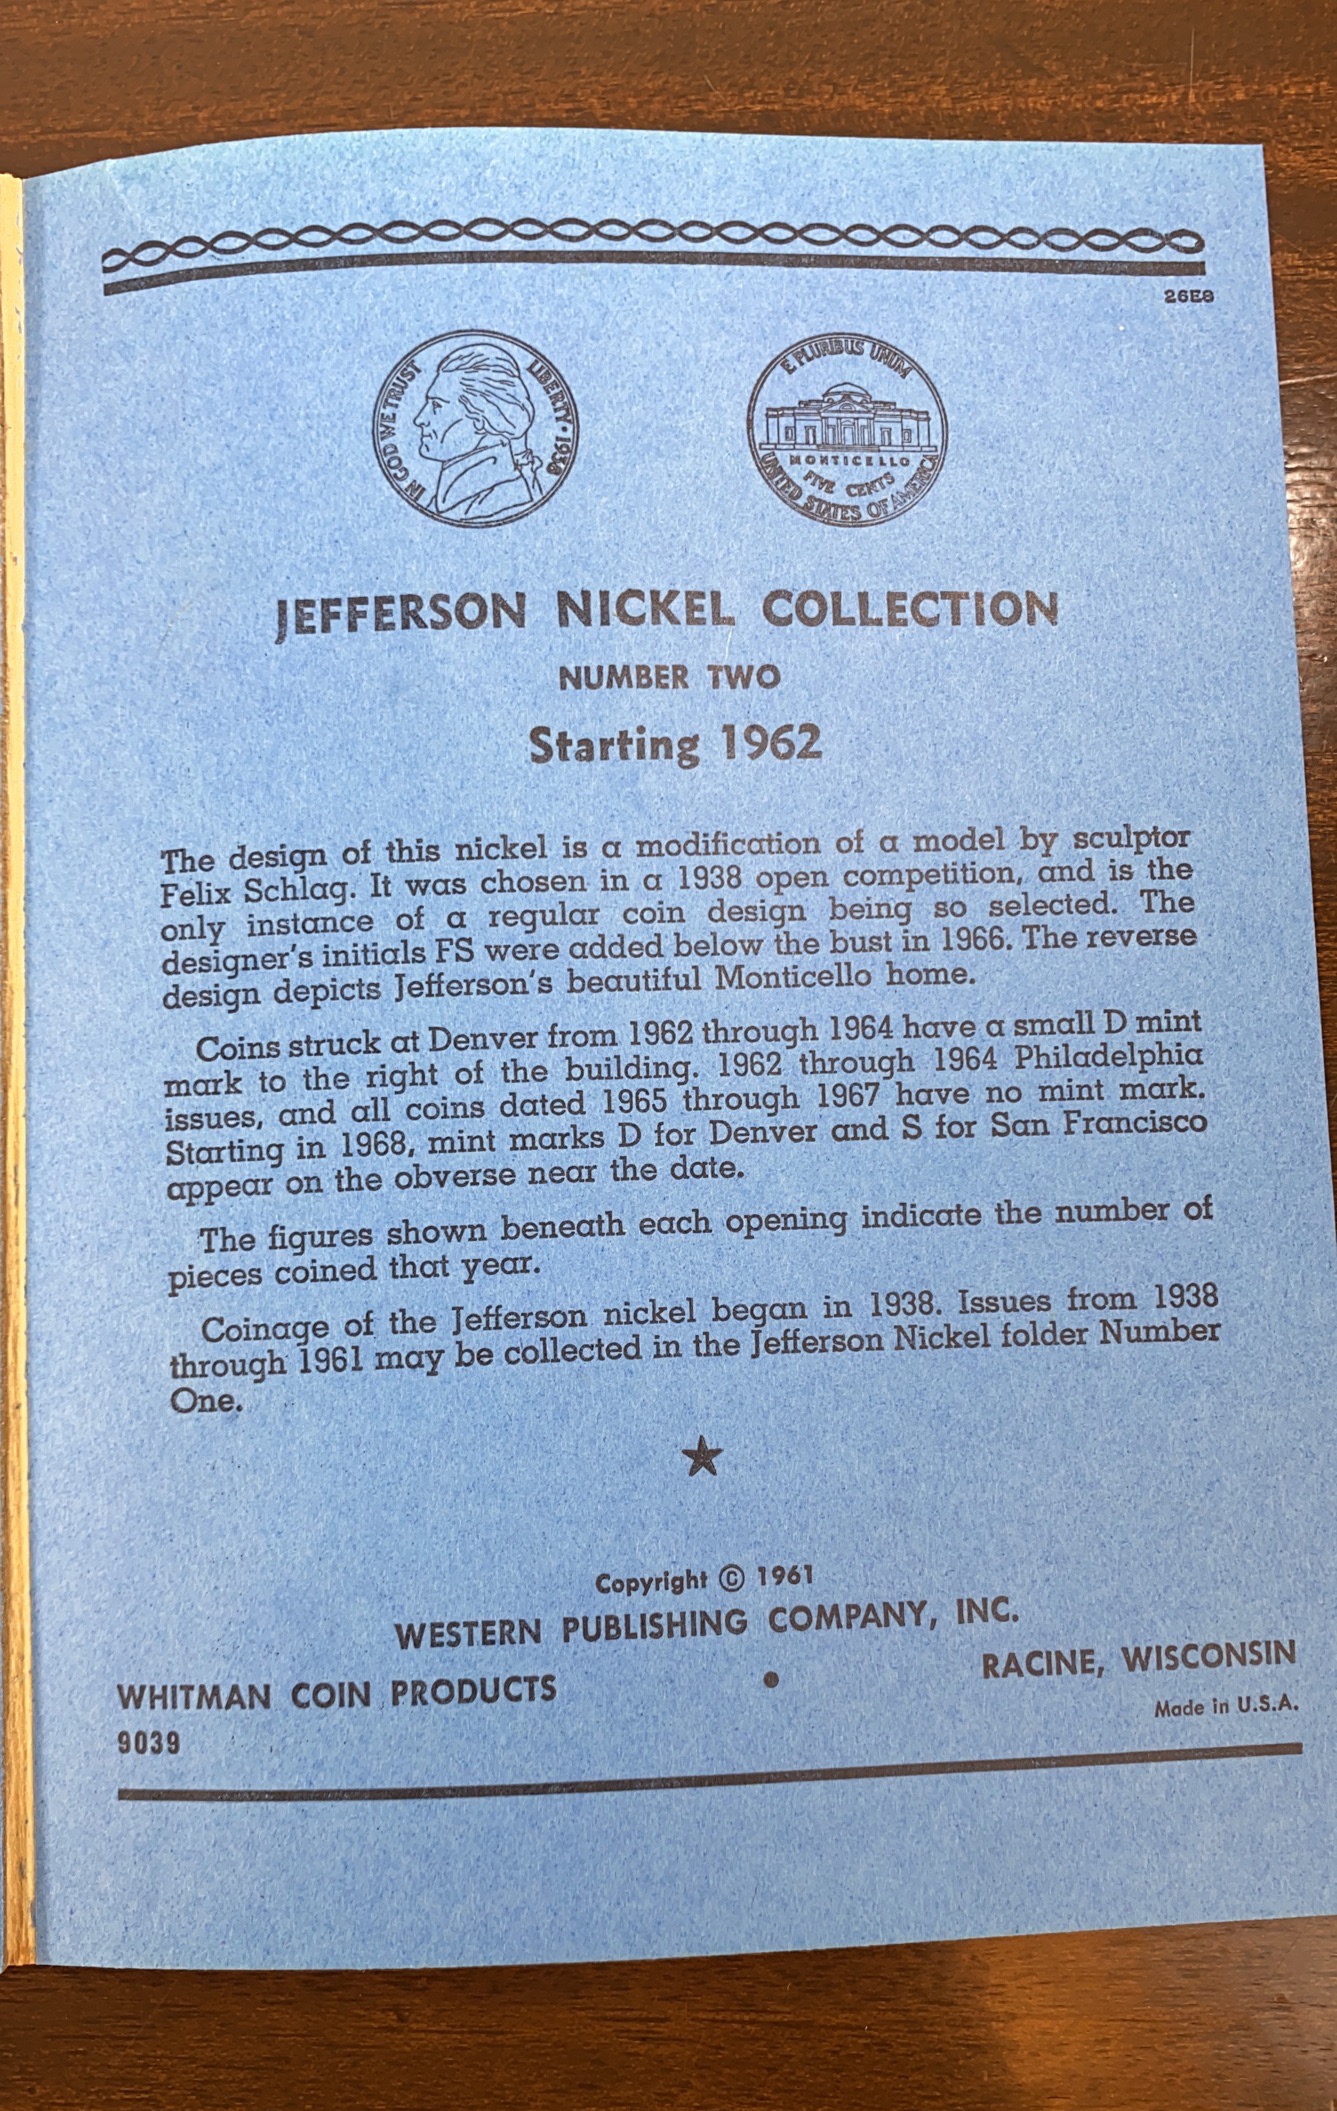 26E8
IN GOD WE TRUST
LIBERTY · 1938
E PLURIBUS UNUM
MONTICELLO
FIVE CENTS
UNITED STATES OF AMERICA
JEFFERSON NICKEL COLLECTION
NUMBER TWO
Starting 1962
The design of this nickel is a modification of a model by sculptor
Felix Schlag. It was chosen in a 1938 open competition, and is the
only instance of a regular coin design being so selected. The
designer's initials FS were added below the bust in 1966. The reverse
design depicts Jefferson's beautiful Monticello home.
Coins struck at Denver from 1962 through 1964 have a small D mint
mark to the right of the building. 1962 through 1964 Philadelphia
issues, and all coins dated 1965 through 1967 have no mint mark.
Starting in 1968, mint marks D for Denver and S for San Francisco
appear on the obverse near the date.
The figures shown beneath each opening indicate the number of
pieces coined that year.
Coinage of the Jefferson nickel began in 1938. Issues from 1938
through 1961 may be collected in the Jefferson Nickel folder Number
One.
Copyright © 1961
WESTERN PUBLISHING COMPANY, INC.
WHITMAN COIN PRODUCTS • RACINE, WISCONSIN
9039 Made in U.S.A.